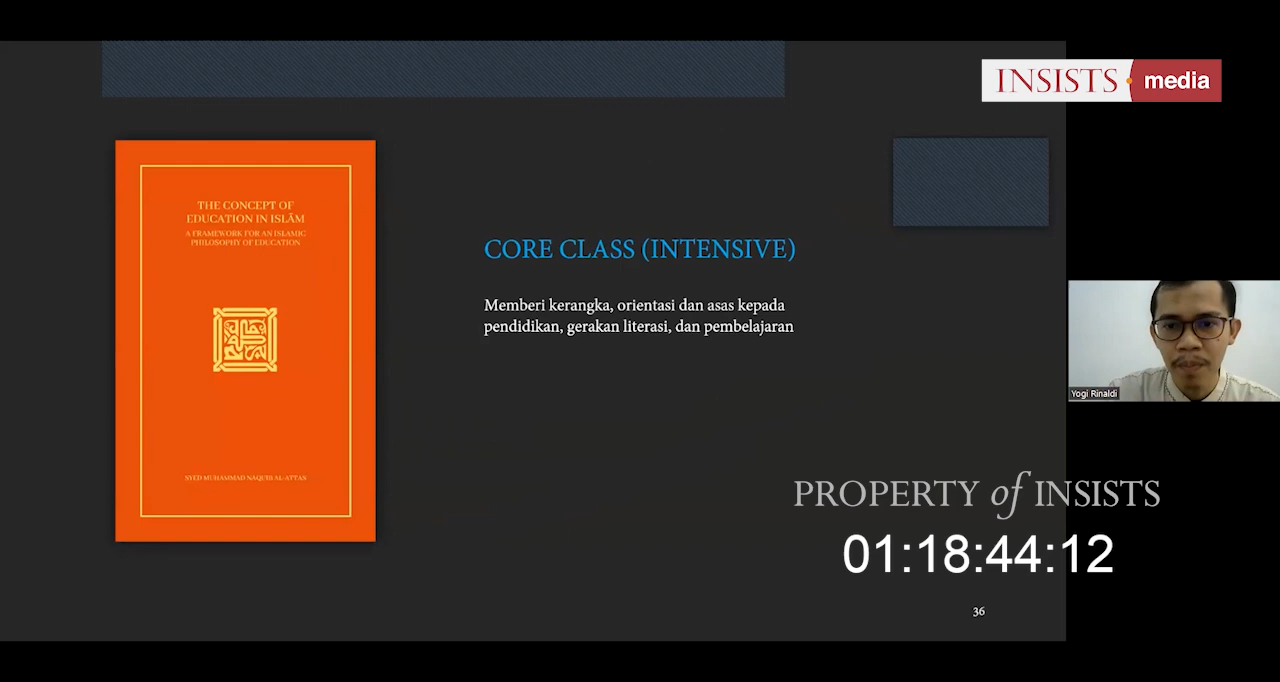 INSISTS media
THE CONCEPT OF
EDUCATION IN ISLĀM
A FRAMEWORK FOR AN ISLAMIC
PHILOSOPHY OF EDUCATION
SYED MUHAMMAD NAQUIB AL-ATTAS
CORE CLASS (INTENSIVE)
Memberi kerangka, orientasi dan asas kepada
pendidikan, gerakan literasi, dan pembelajaran
Yogi Rinaldi
PROPERTY of INSISTS
01:18:44:12
36